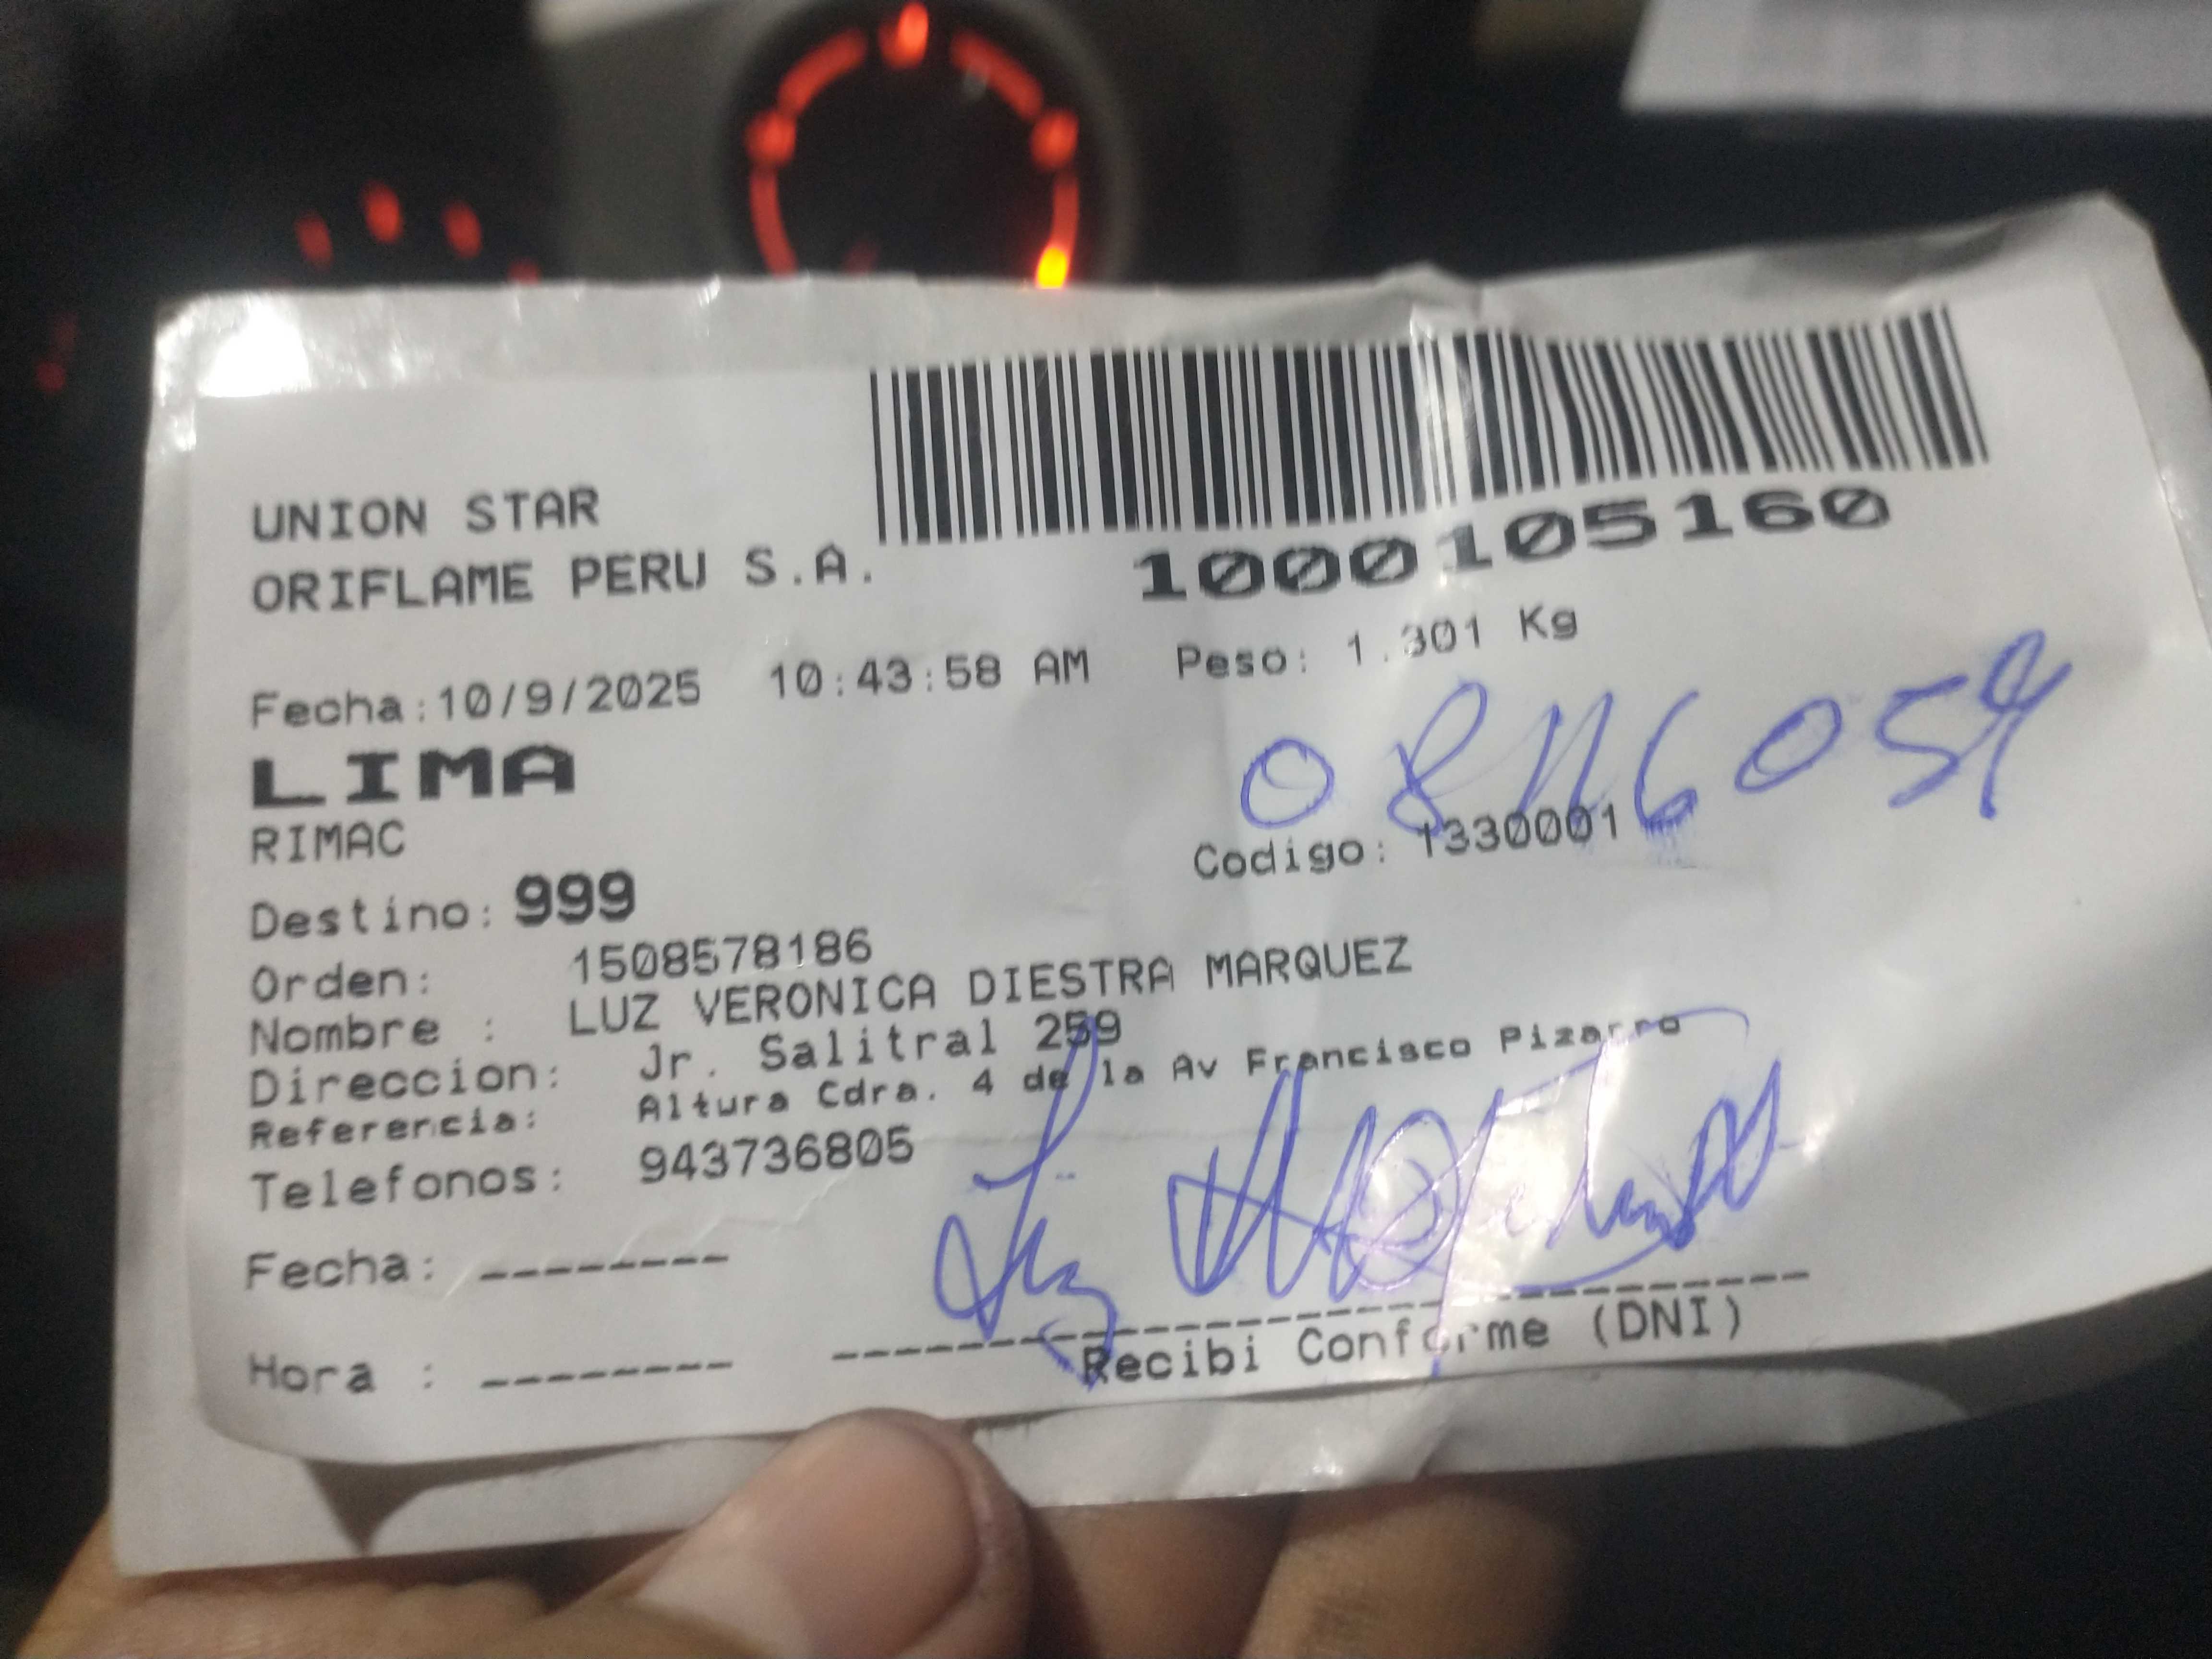 UNION STAR
ORIFLAME PERU S.A.
1000105160
Fecha:10/9/2025 10:43:58 AM Peso: 1.301 Kg
LIMA
08116059
RIMAC
Codigo: 1330001
Destino: 999
Orden: 1508578186
Nombre : LUZ VERONICA DIESTRA MARQUEZ
Direccion: Jr. Salitral 259
Referencia: Altura Cdra. 4 de la Av Francisco Pizarro
Telefonos: 943736805
Fecha: --------
Luz
Hora : --------
Recibi Conforme (DNI)